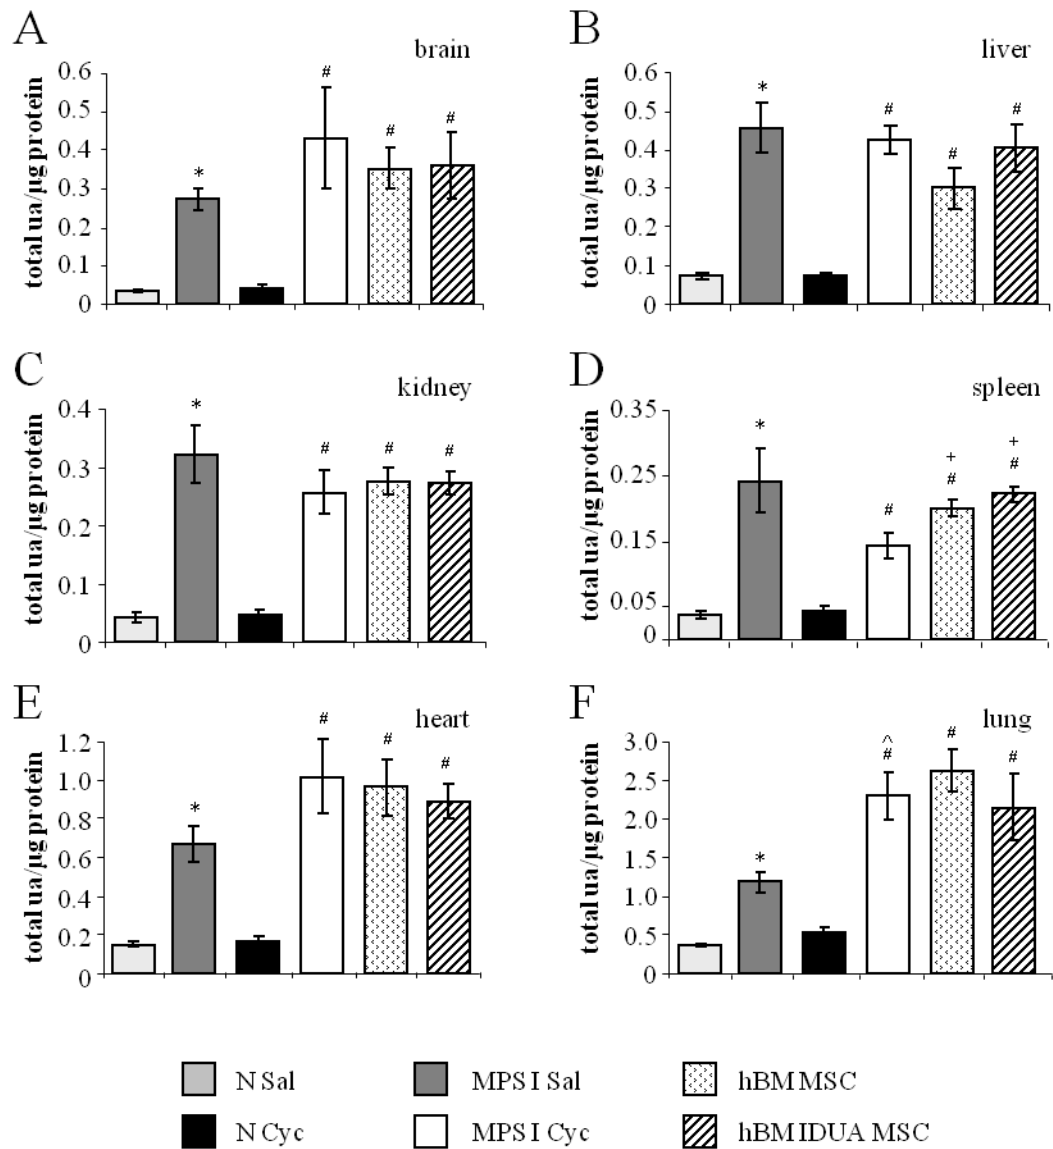 A
brain
total ua/µg protein
0.6
0.5
0.4
0.3
0.2
0.1
0
*
#
#
#
B
liver
total ua/µg protein
0.6
0.5
0.4
0.3
0.2
0.1
0
*
#
#
#
C
kidney
total ua/µg protein
0.4
0.3
0.2
0.1
0
*
#
#
#
D
spleen
total ua/µg protein
0.35
0.25
0.15
0.05
0
*
#
+
#
+
#
E
heart
total ua/µg protein
1.2
1.0
0.8
0.6
0.4
0.2
0
*
#
#
#
F
lung
total ua/µg protein
3.0
2.5
2.0
1.5
1.0
0.5
0
*
^
#
#
#
N Sal
MPS I Sal
hBM MSC
N Cyc
MPS I Cyc
hBM IDUA MSC